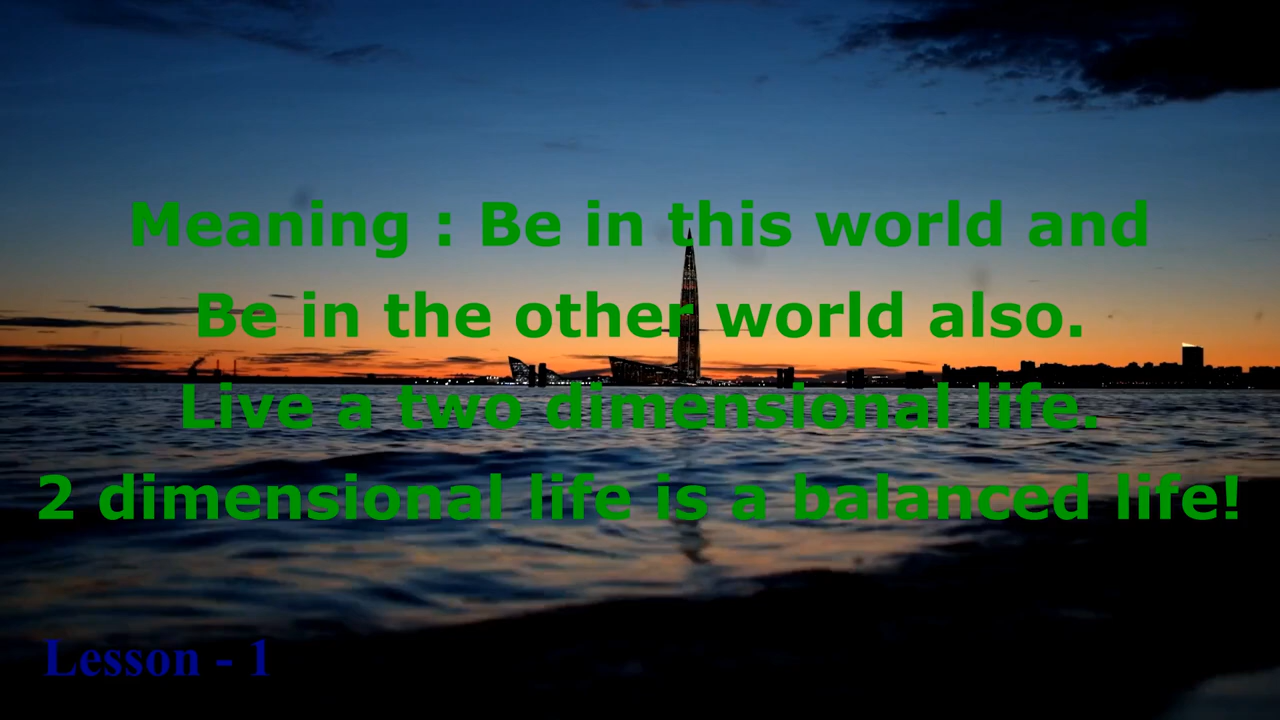 Meaning : Be in this world and
Be in the other world also.
Live a two dimensional life.
2 dimensional life is a balanced life!
Lesson - 1